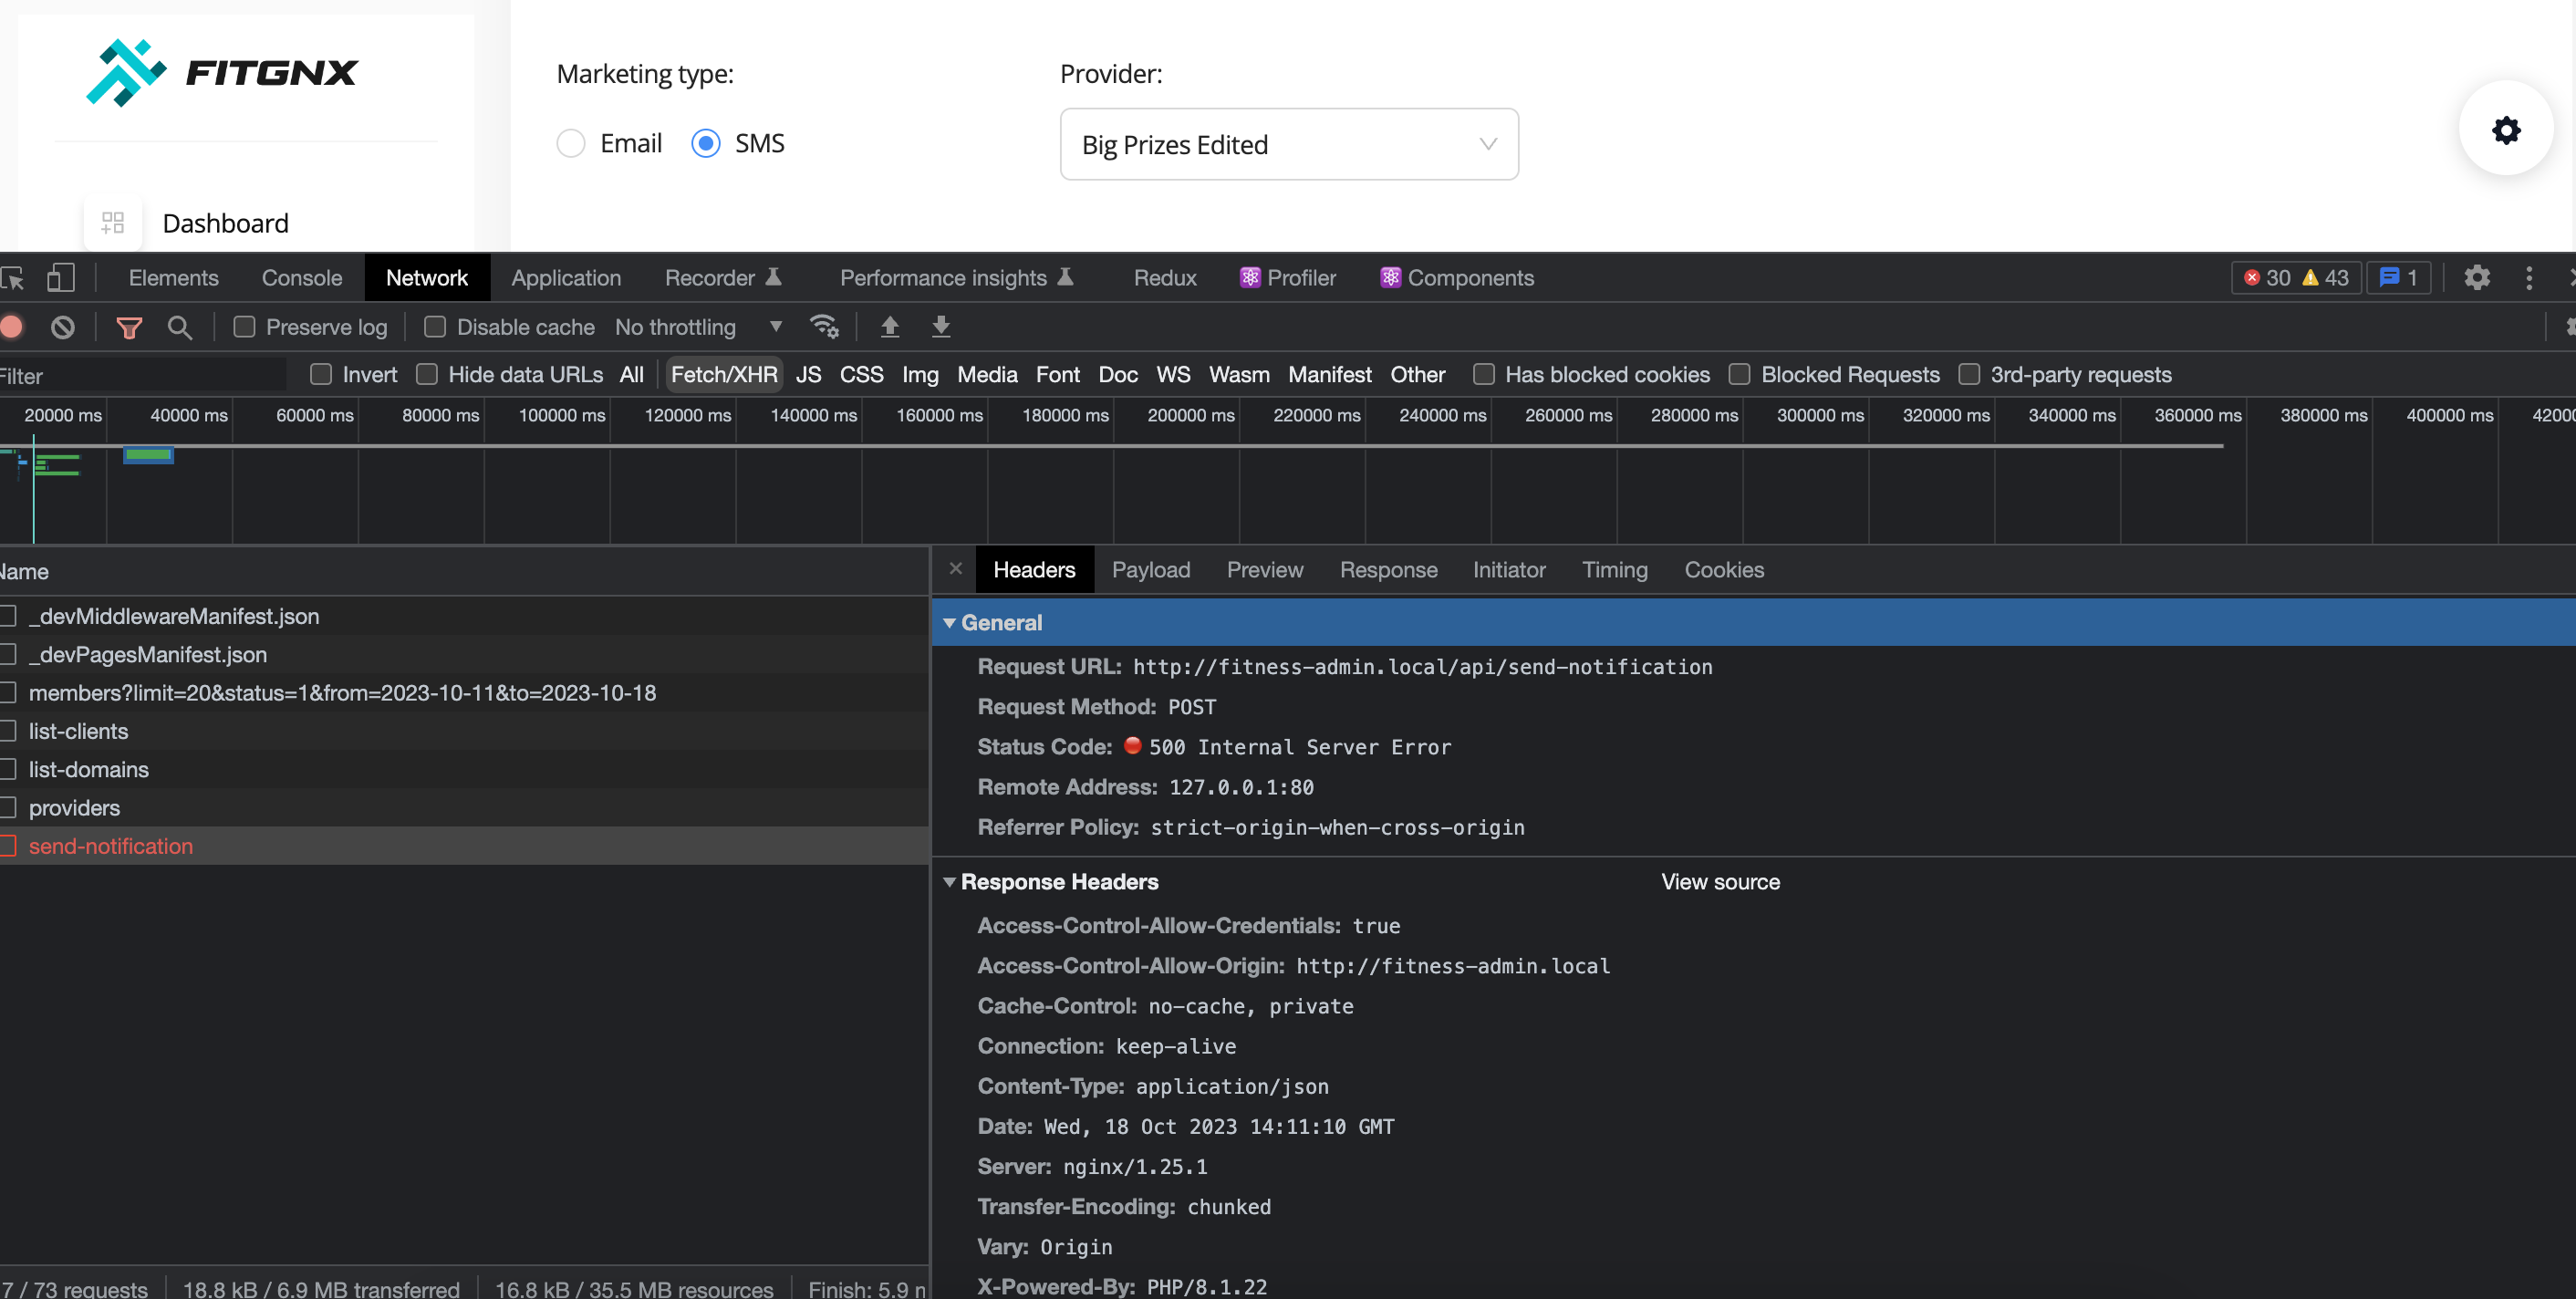 FITGNX
Marketing type:
Provider:
Email SMS
Big Prizes Edited
Dashboard
Elements Console Network Application Recorder Performance insights Redux Profiler Components 30 43 1
Preserve log Disable cache No throttling
Filter Invert Hide data URLs All Fetch/XHR JS CSS Img Media Font Doc WS Wasm Manifest Other Has blocked cookies Blocked Requests 3rd-party requests
20000 ms 40000 ms 60000 ms 80000 ms 100000 ms 120000 ms 140000 ms 160000 ms 180000 ms 200000 ms 220000 ms 240000 ms 260000 ms 280000 ms 300000 ms 320000 ms 340000 ms 360000 ms 380000 ms 400000 ms
Name
_devMiddlewareManifest.json
_devPagesManifest.json
members?limit=20&status=1&from=2023-10-11&to=2023-10-18
list-clients
list-domains
providers
send-notification
7 / 73 requests 18.8 kB / 6.9 MB transferred 16.8 kB / 35.5 MB resources Finish: 5.9
Headers Payload Preview Response Initiator Timing Cookies
General
Request URL: http://fitness-admin.local/api/send-notification
Request Method: POST
Status Code: 500 Internal Server Error
Remote Address: 127.0.0.1:80
Referrer Policy: strict-origin-when-cross-origin
Response Headers View source
Access-Control-Allow-Credentials: true
Access-Control-Allow-Origin: http://fitness-admin.local
Cache-Control: no-cache, private
Connection: keep-alive
Content-Type: application/json
Date: Wed, 18 Oct 2023 14:11:10 GMT
Server: nginx/1.25.1
Transfer-Encoding: chunked
Vary: Origin
X-Powered-By: PHP/8.1.22